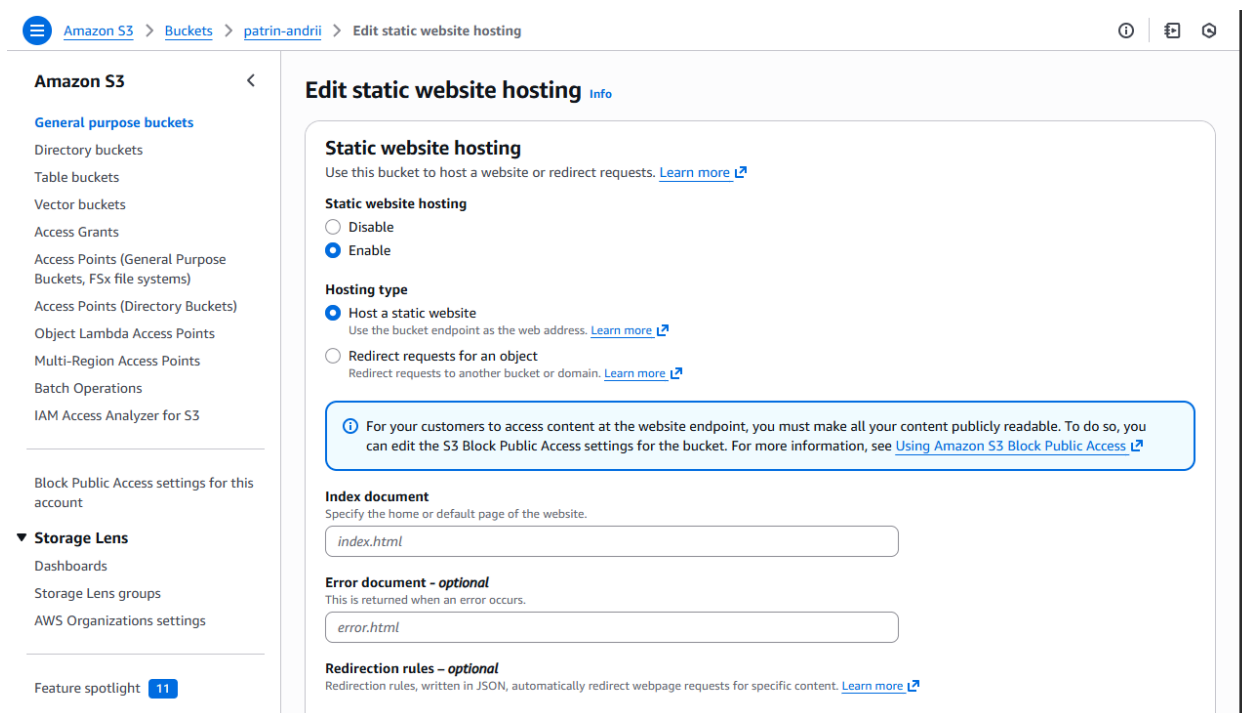 Amazon S3 > Buckets > patrin-andrii > Edit static website hosting
Amazon S3
General purpose buckets
Directory buckets
Table buckets
Vector buckets
Access Grants
Access Points (General Purpose
Buckets, FSx file systems)
Access Points (Directory Buckets)
Object Lambda Access Points
Multi-Region Access Points
Batch Operations
IAM Access Analyzer for S3
Block Public Access settings for this
account
Storage Lens
Dashboards
Storage Lens groups
AWS Organizations settings
Feature spotlight 11
Edit static website hosting Info
Static website hosting
Use this bucket to host a website or redirect requests. Learn more
Static website hosting
Disable
Enable
Hosting type
Host a static website
Use the bucket endpoint as the web address. Learn more
Redirect requests for an object
Redirect requests to another bucket or domain. Learn more
For your customers to access content at the website endpoint, you must make all your content publicly readable. To do so, you
can edit the S3 Block Public Access settings for the bucket. For more information, see Using Amazon S3 Block Public Access
Index document
Specify the home or default page of the website.
index.html
Error document - optional
This is returned when an error occurs.
error.html
Redirection rules – optional
Redirection rules, written in JSON, automatically redirect webpage requests for specific content. Learn more